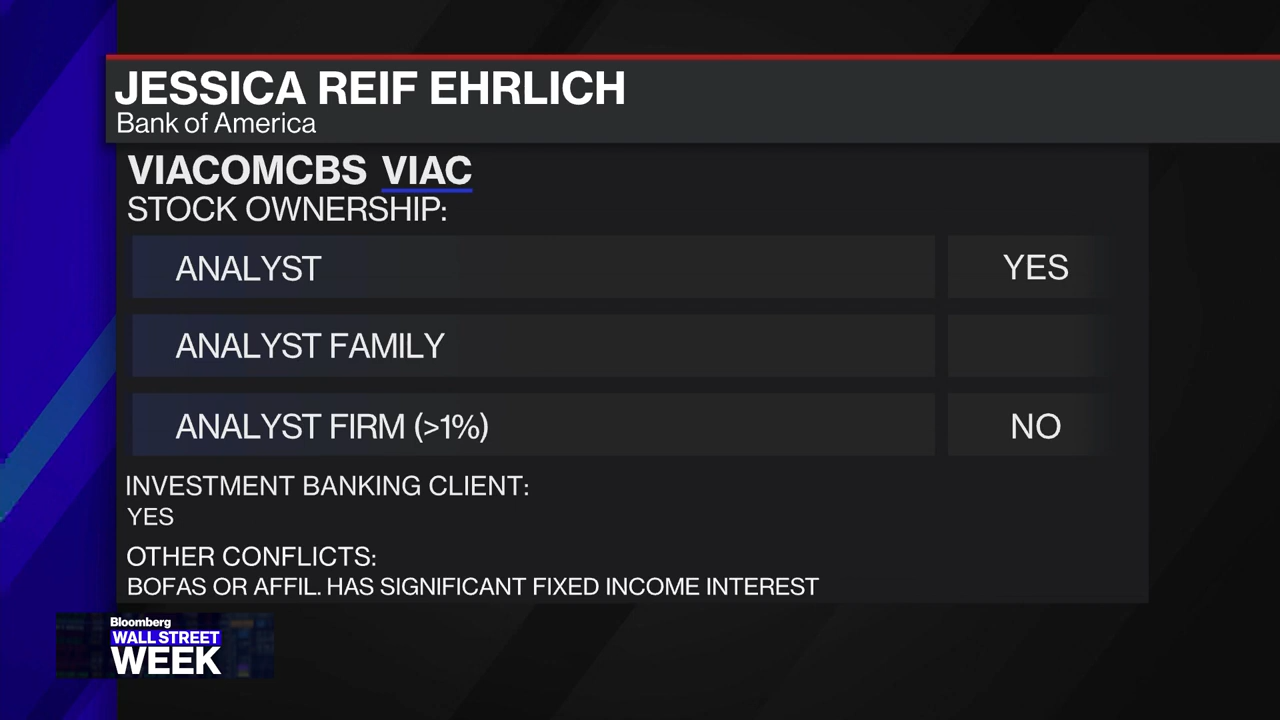 JESSICA REIF EHRLICH
Bank of America
VIACOMCBS VIAC
STOCK OWNERSHIP:
ANALYST YES
ANALYST FAMILY
ANALYST FIRM (>1%) NO
INVESTMENT BANKING CLIENT:
YES
OTHER CONFLICTS:
BOFAS OR AFFIL. HAS SIGNIFICANT FIXED INCOME INTEREST
Bloomberg
WALL STREET
WEEK